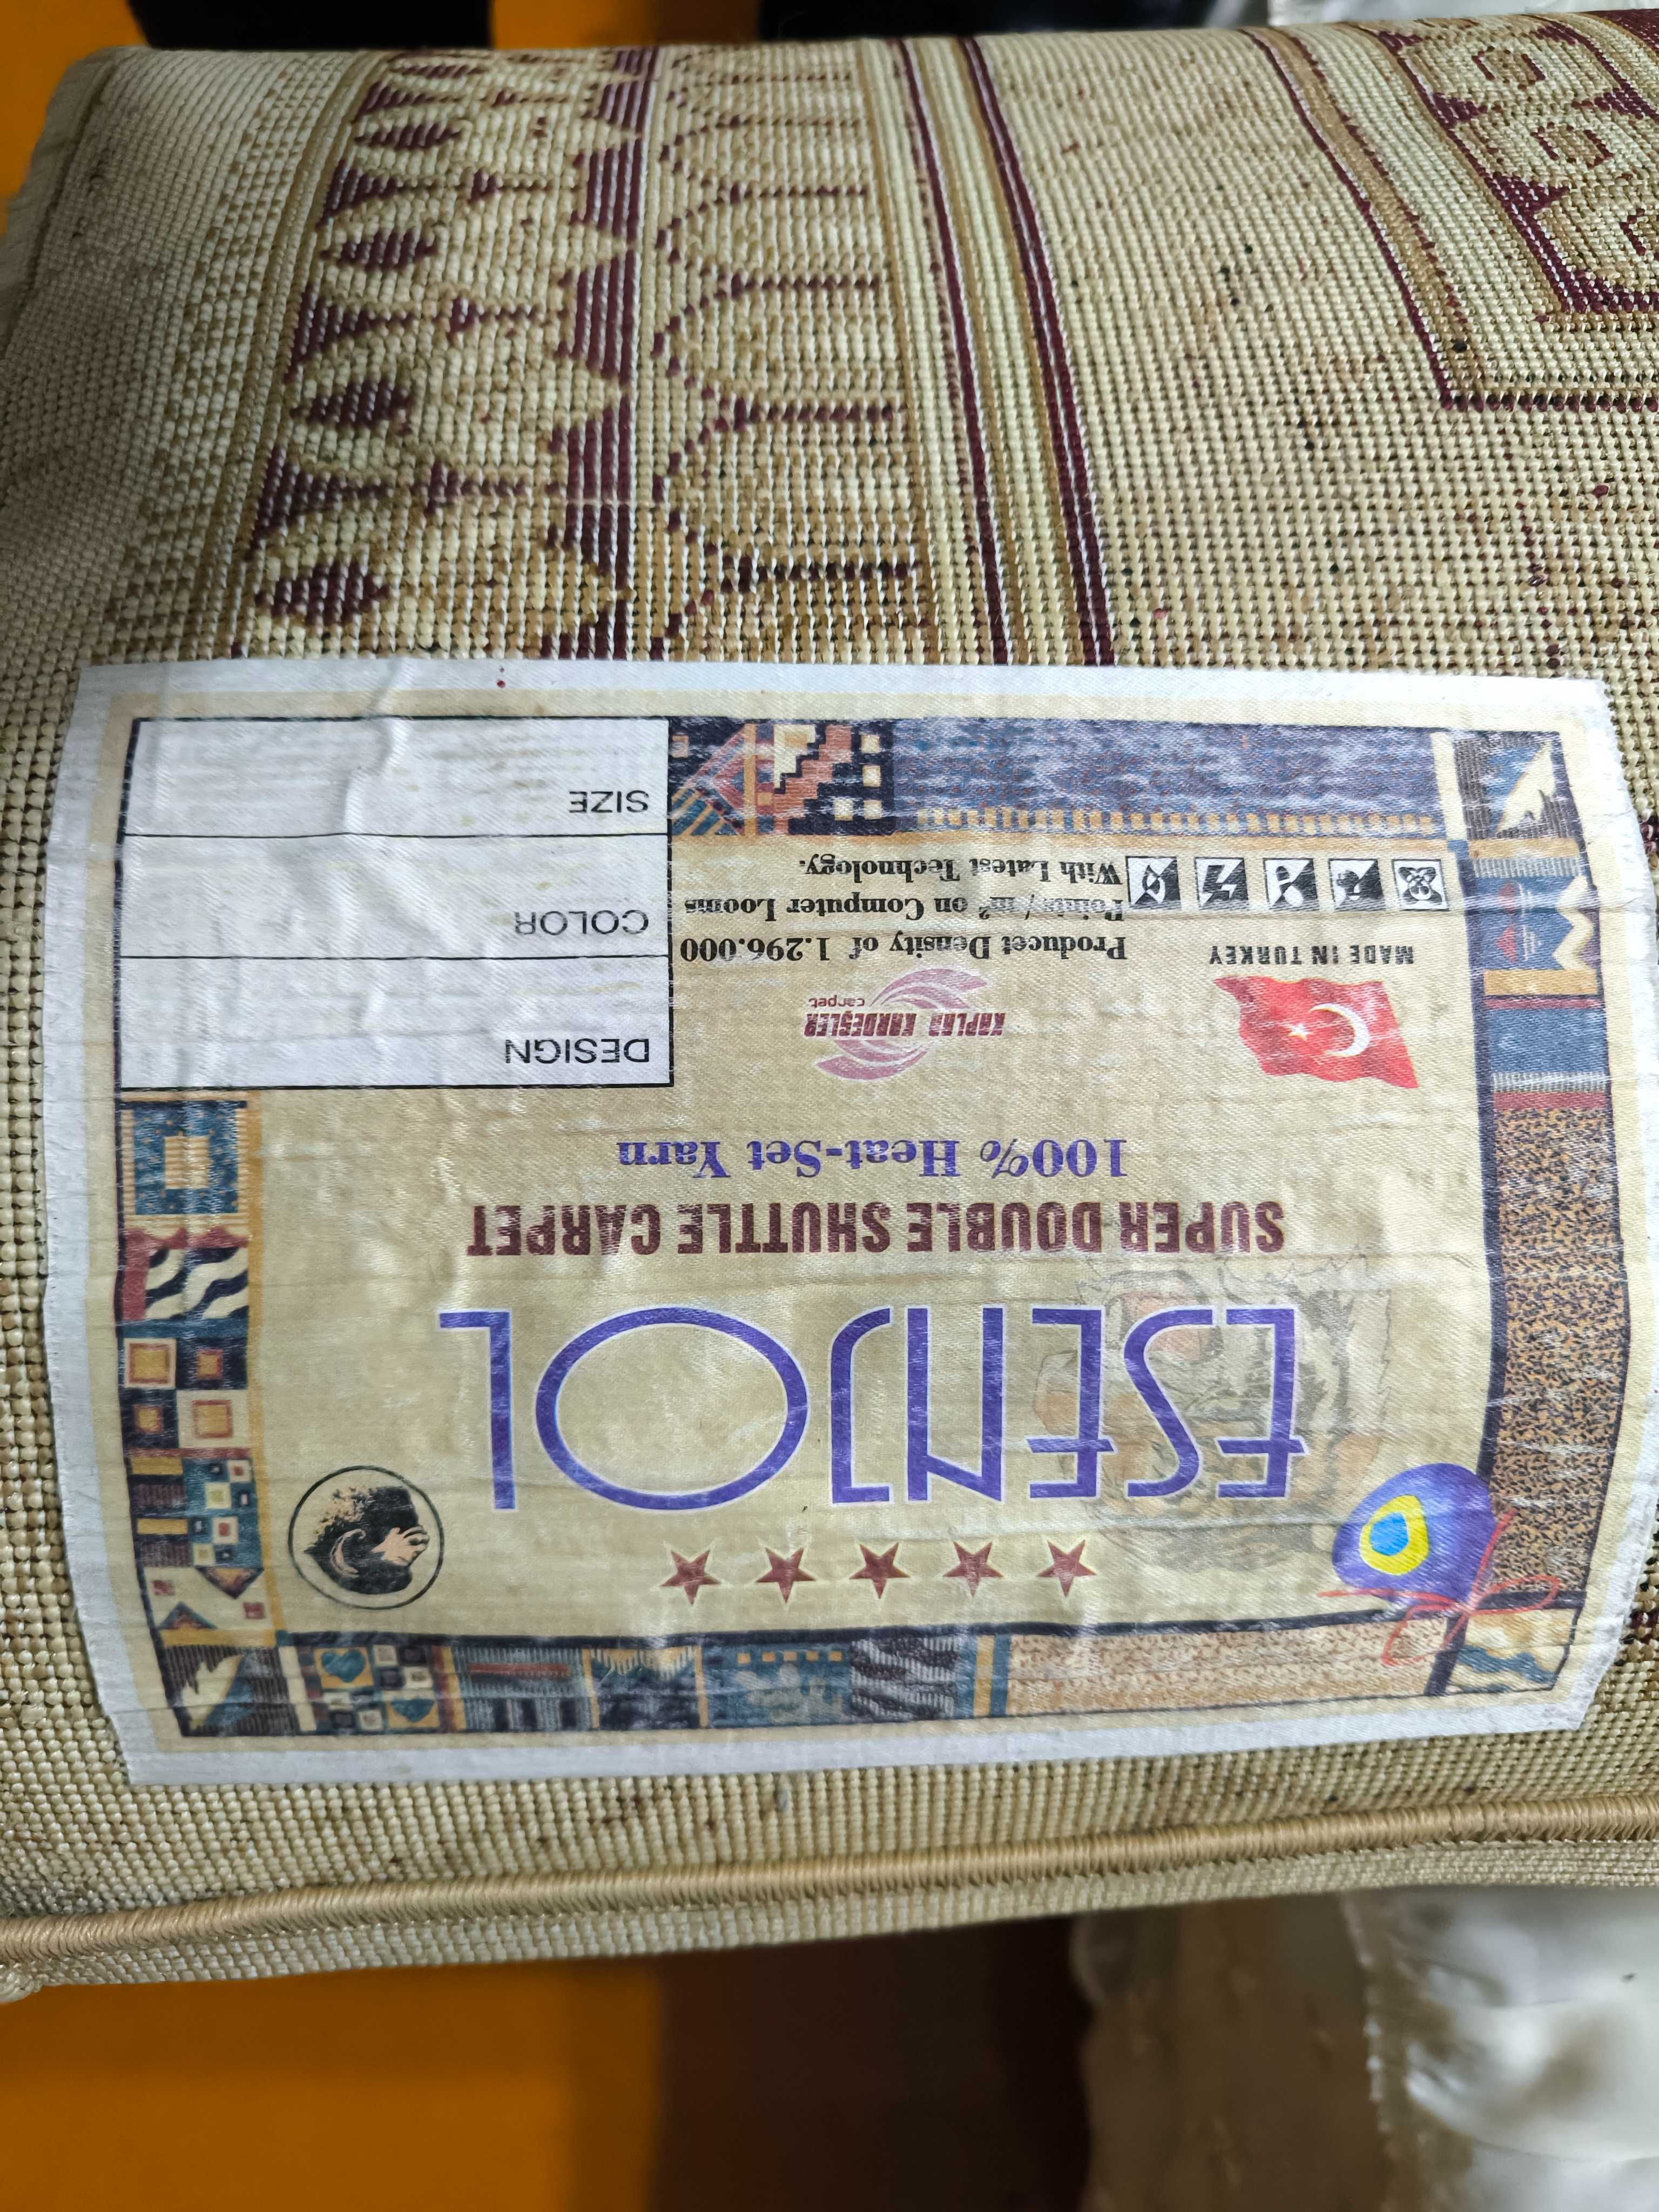 ESENJOL
SUPER DOUBLE SHUTTLE CARPET
100% Heat-Set Yarn
KAPLAN KARDEŞLER
carpet
MADE IN TURKEY
Producet Density of 1.296.000
Points/m² on Computer Looms
With Latest Technology.
DESIGN
COLOR
SIZE